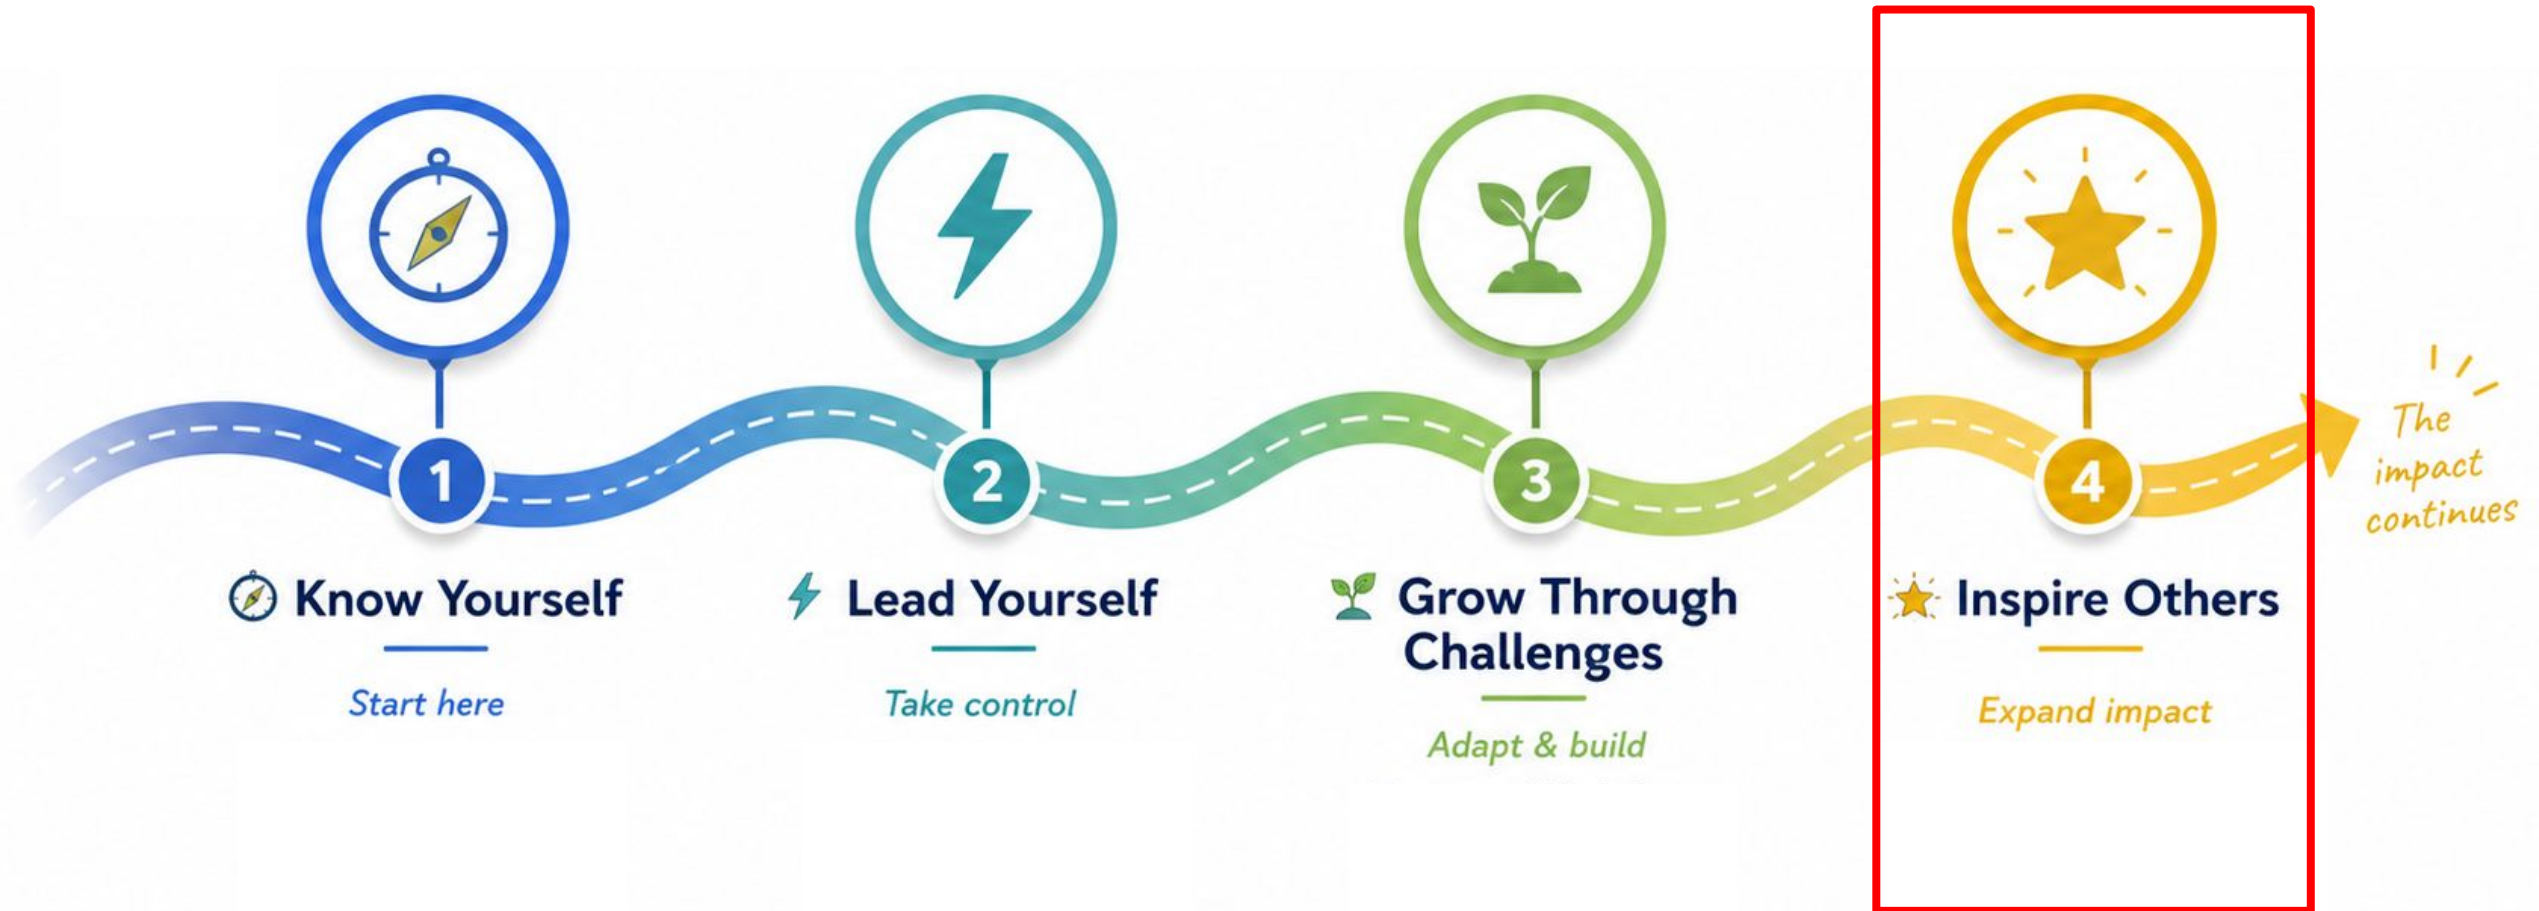 1
2
3
4
The
impact
continues
Know Yourself
Lead Yourself
Grow Through
Challenges
Inspire Others
Start here
Take control
Adapt & build
Expand impact